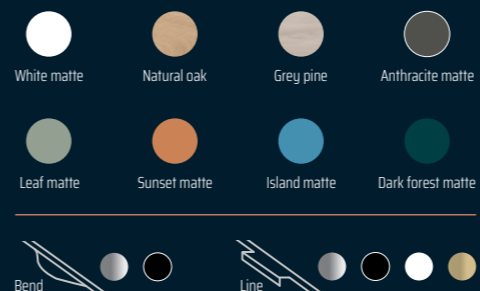 White matte Natural oak Grey pine Anthracite matte
Leaf matte Sunset matte Island matte Dark forest matte
Bend Line